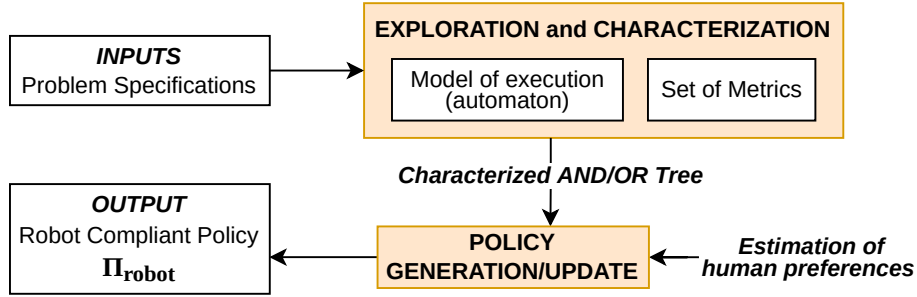 INPUTS
Problem Specifications
EXPLORATION and CHARACTERIZATION
Model of execution
(automaton)
Set of Metrics
Characterized AND/OR Tree
OUTPUT
Robot Compliant Policy
Π_robot
POLICY
GENERATION/UPDATE
Estimation of
human preferences